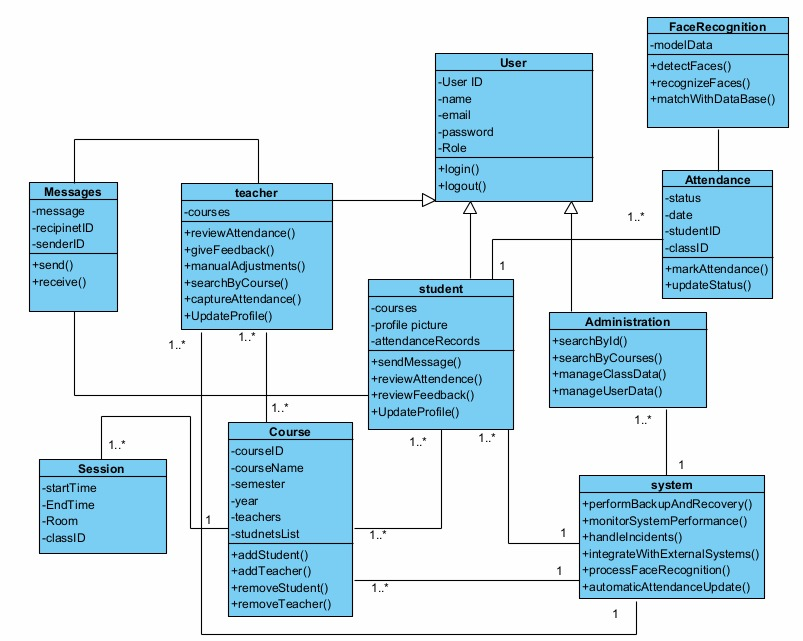 FaceRecognition
-modelData
+detectFaces()
+recognizeFaces()
+matchWithDataBase()
User
-User ID
-name
-email
-password
-Role
+login()
+logout()
Messages
-message
-recipinetID
-senderID
+send()
+receive()
teacher
-courses
+reviewAttendance()
+giveFeedback()
+manualAdjustments()
+searchByCourse()
+captureAttendance()
+UpdateProfile()
Attendance
-status
-date
-studentID
-classID
+markAttendance()
+updateStatus()
1..*
1
student
-courses
-profile picture
-attendanceRecords
+sendMessage()
+reviewAttendence()
+reviewFeedback()
+UpdateProfile()
Administration
+searchById()
+searchByCourses()
+manageClassData()
+manageUserData()
1..*
1..*
1..*
1..*
1..*
1..*
Course
-courseID
-courseName
-semester
-year
-teachers
-studnetsList
+addStudent()
+addTeacher()
+removeStudent()
+removeTeacher()
1..*
Session
-startTime
-EndTime
-Room
-classID
1
1..*
1
1
system
+performBackupAndRecovery()
+monitorSystemPerformance()
+handleIncidents()
+integrateWithExternalSystems()
+processFaceRecognition()
+automaticAttendanceUpdate()
1
1..*
1